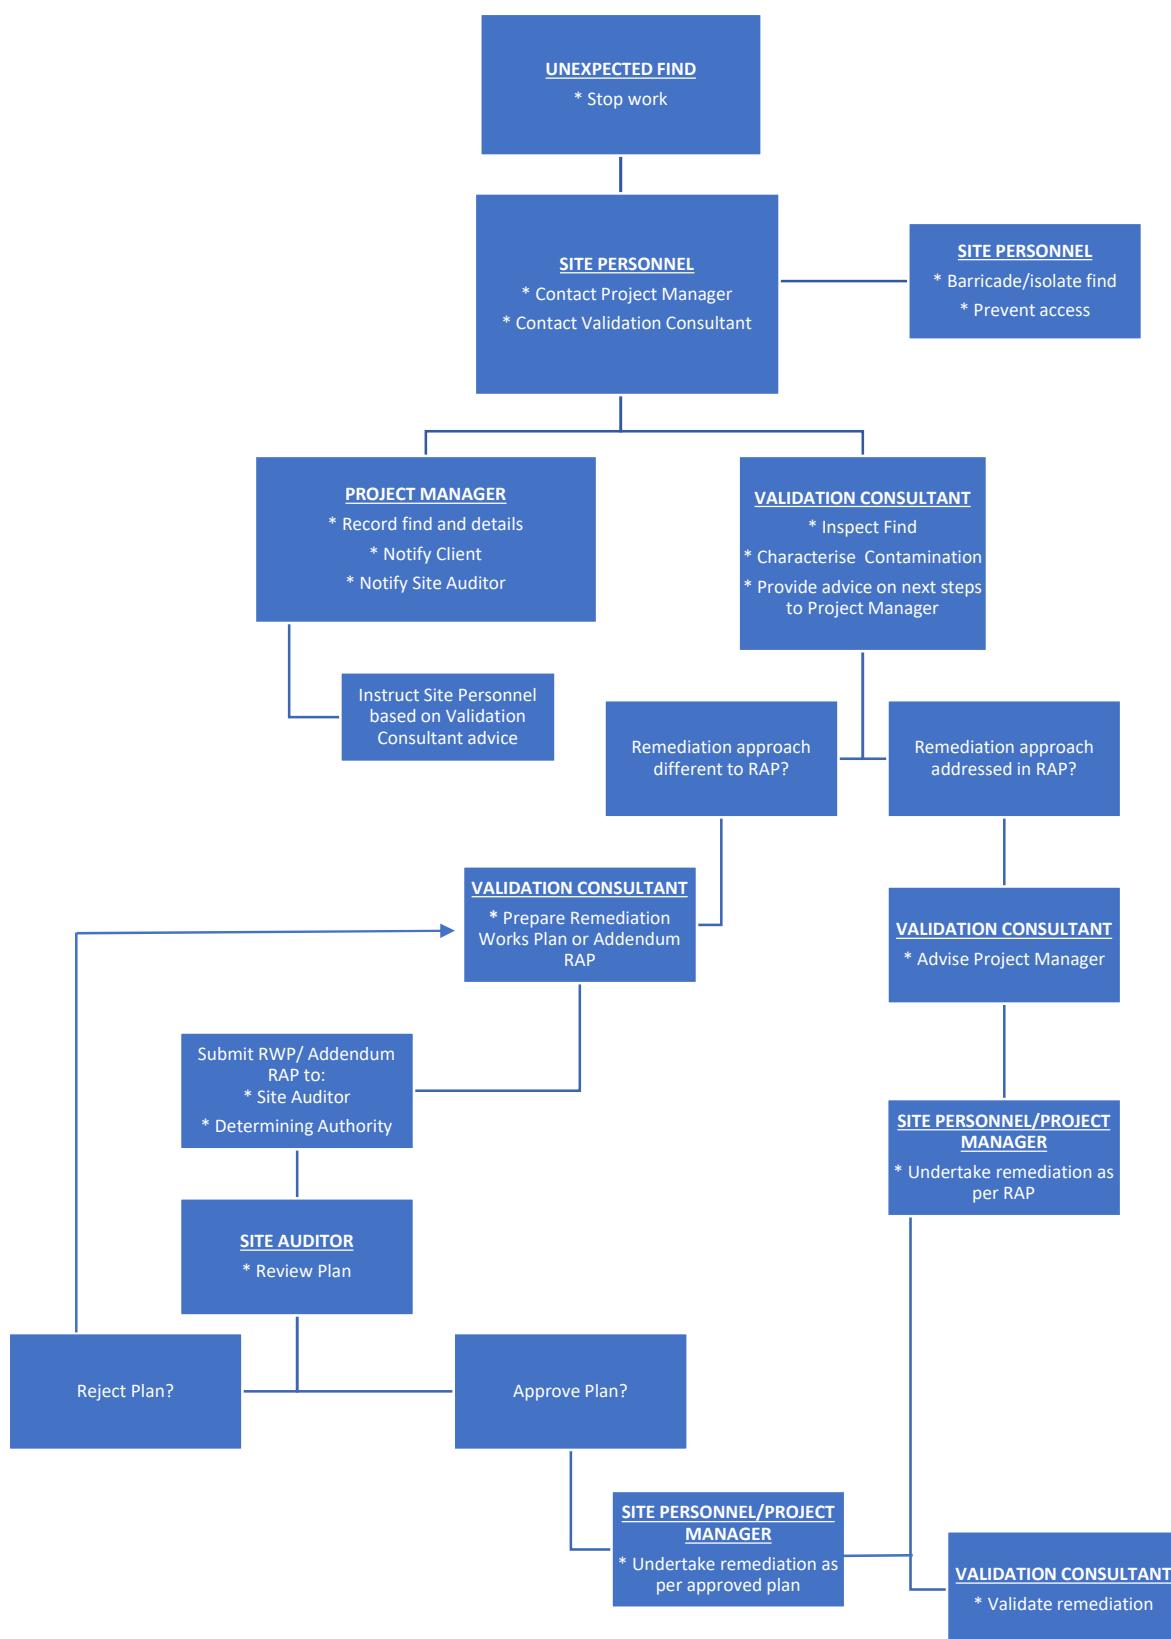 UNEXPECTED FIND
* Stop work
SITE PERSONNEL
* Contact Project Manager
* Contact Validation Consultant
SITE PERSONNEL
* Barricade/isolate find
* Prevent access
PROJECT MANAGER
* Record find and details
* Notify Client
* Notify Site Auditor
VALIDATION CONSULTANT
* Inspect Find
* Characterise Contamination
* Provide advice on next steps
to Project Manager
Instruct Site Personnel
based on Validation
Consultant advice
Remediation approach
different to RAP?
Remediation approach
addressed in RAP?
VALIDATION CONSULTANT
* Prepare Remediation
Works Plan or Addendum
RAP
VALIDATION CONSULTANT
* Advise Project Manager
Submit RWP/ Addendum
RAP to:
* Site Auditor
* Determining Authority
SITE PERSONNEL/PROJECT
MANAGER
* Undertake remediation as
per RAP
SITE AUDITOR
* Review Plan
Reject Plan?
Approve Plan?
SITE PERSONNEL/PROJECT
MANAGER
* Undertake remediation as
per approved plan
VALIDATION CONSULTANT
* Validate remediation